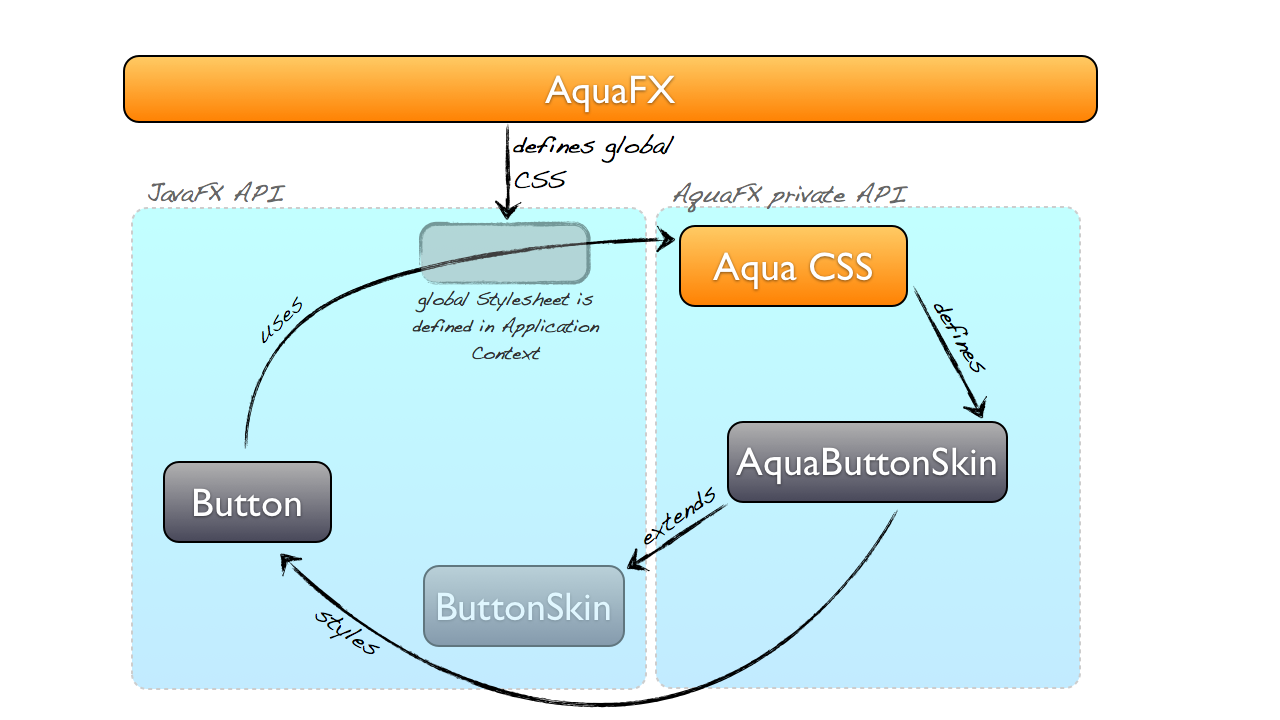 AquaFX
defines global
CSS
JavaFX API
AquaFX private API
Aqua CSS
global Stylesheet is
defined in Application
Context
uses
defines
AquaButtonSkin
Button
extends
ButtonSkin
styles